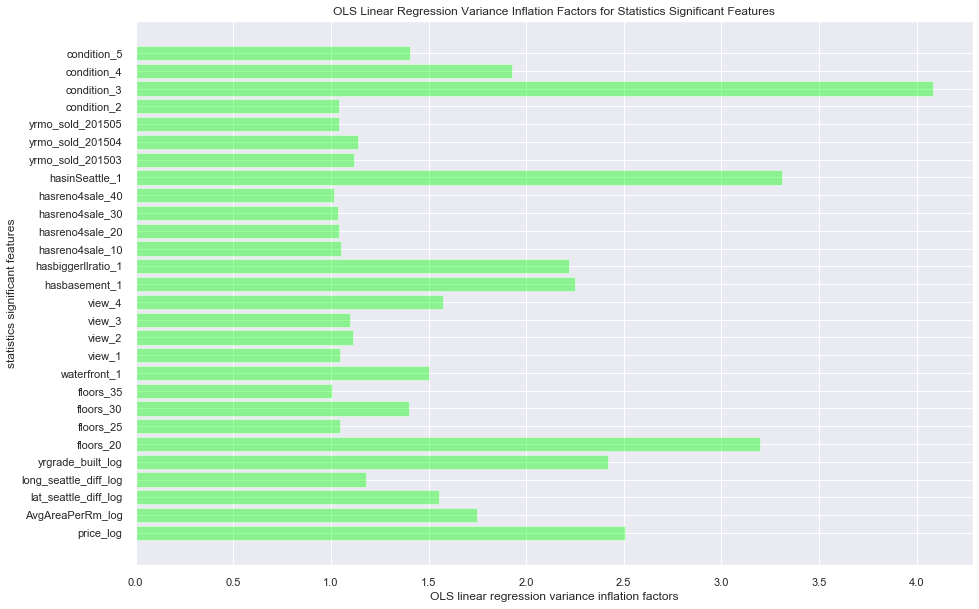 OLS Linear Regression Variance Inflation Factors for Statistics Significant Features
statistics significant features
condition_5
condition_4
condition_3
condition_2
yrmo_sold_201505
yrmo_sold_201504
yrmo_sold_201503
hasinSeattle_1
hasreno4sale_40
hasreno4sale_30
hasreno4sale_20
hasreno4sale_10
hasbiggerllratio_1
hasbasement_1
view_4
view_3
view_2
view_1
waterfront_1
floors_35
floors_30
floors_25
floors_20
yrgrade_built_log
long_seattle_diff_log
lat_seattle_diff_log
AvgAreaPerRm_log
price_log
0.0 0.5 1.0 1.5 2.0 2.5 3.0 3.5 4.0
OLS linear regression variance inflation factors